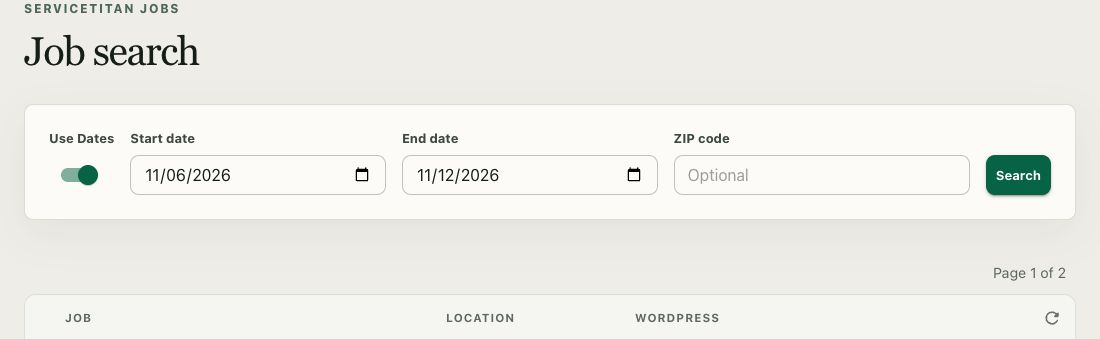 SERVICETITAN JOBS
Job search
Use Dates Start date End date ZIP code
11/06/2026 11/12/2026 Optional Search
Page 1 of 2
JOB LOCATION WORDPRESS